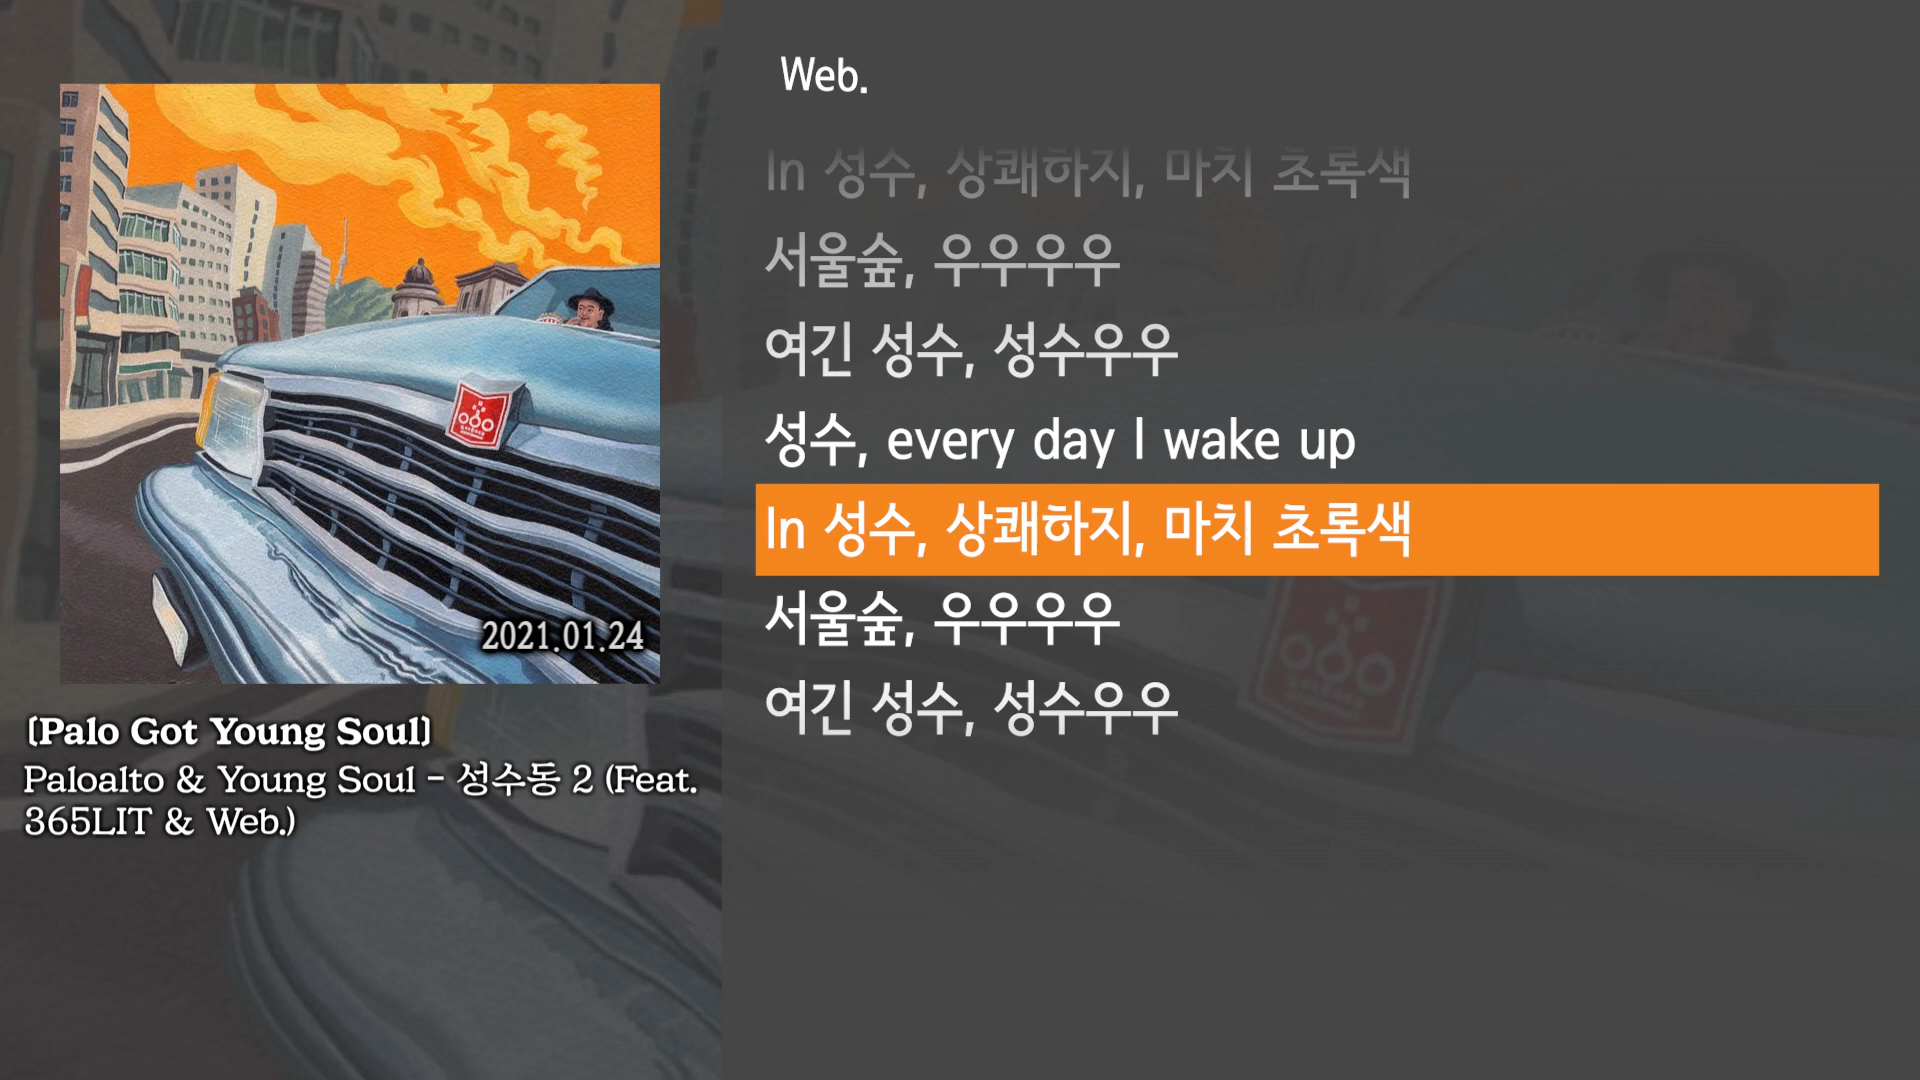 2021.01.24
[Palo Got Young Soul]
Paloalto & Young Soul - 성수동 2 (Feat.
365LIT & Web.)
Web.
In 성수, 상쾌하지, 마치 초록색
서울숲, 우우우우
여긴 성수, 성수우우
성수, every day I wake up
In 성수, 상쾌하지, 마치 초록색
서울숲, 우우우우
여긴 성수, 성수우우